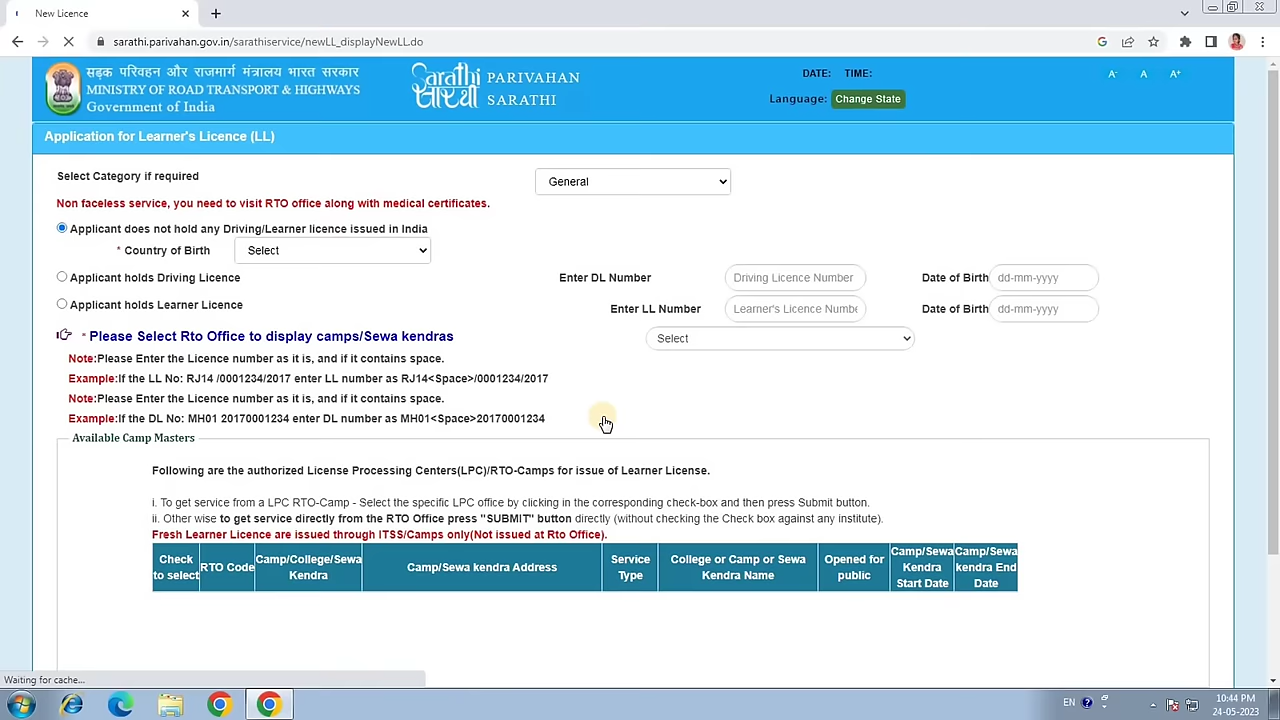 New Licence
sarathi.parivahan.gov.in/sarathiservice/newLL_displayNewLL.do
सड़क परिवहन और राजमार्ग मंत्रालय भारत सरकार
MINISTRY OF ROAD TRANSPORT & HIGHWAYS
Government of India
सारथी
Sarathi
PARIVAHAN
SARATHI
DATE: TIME:
Language: Change State
A- A A+
Application for Learner's Licence (LL)
Select Category if required
General
Non faceless service, you need to visit RTO office along with medical certificates.
Applicant does not hold any Driving/Learner licence issued in India
* Country of Birth Select
Applicant holds Driving Licence Enter DL Number Driving Licence Number Date of Birth dd-mm-yyyy
Applicant holds Learner Licence Enter LL Number Learner's Licence Numbe Date of Birth dd-mm-yyyy
* Please Select Rto Office to display camps/Sewa kendras Select
Note:Please Enter the Licence number as it is, and if it contains space.
Example:If the LL No: RJ14 /0001234/2017 enter LL number as RJ14<Space>/0001234/2017
Note:Please Enter the Licence number as it is, and if it contains space.
Example:If the DL No: MH01 20170001234 enter DL number as MH01<Space>20170001234
Available Camp Masters
Following are the authorized License Processing Centers(LPC)/RTO-Camps for issue of Learner License.
i. To get service from a LPC RTO-Camp - Select the specific LPC office by clicking in the corresponding check-box and then press Submit button.
ii. Other wise to get service directly from the RTO Office press "SUBMIT" button directly (without checking the Check box against any institute).
Fresh Learner Licence are issued through ITSS/Camps only(Not issued at Rto Office).
Check to select
RTO Code
Camp/College/Sewa Kendra
Camp/Sewa kendra Address
Service Type
College or Camp or Sewa Kendra Name
Opened for public
Camp/Sewa Kendra Start Date
Camp/Sewa kendra End Date
Waiting for cache...
EN
10:44 PM
24-05-2023